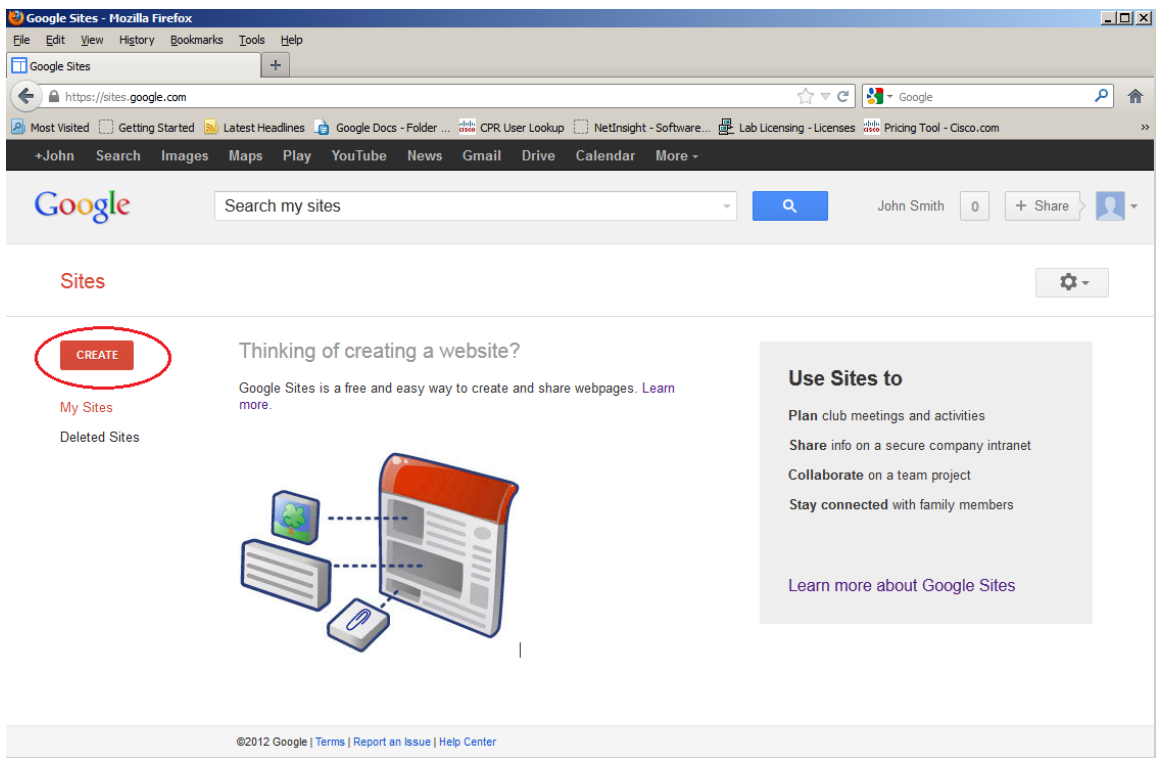 Google Sites - Mozilla Firefox
File Edit View History Bookmarks Tools Help
Google Sites
https://sites.google.com Google
Most Visited Getting Started Latest Headlines Google Docs - Folder ... CPR User Lookup NetInsight - Software... Lab Licensing - Licenses Pricing Tool - Cisco.com »
+John Search Images Maps Play YouTube News Gmail Drive Calendar More
Google Search my sites John Smith 0 + Share
Sites
CREATE
My Sites
Deleted Sites
Thinking of creating a website?
Google Sites is a free and easy way to create and share webpages. Learn
more.
Use Sites to
Plan club meetings and activities
Share info on a secure company intranet
Collaborate on a team project
Stay connected with family members
Learn more about Google Sites
©2012 Google | Terms | Report an Issue | Help Center